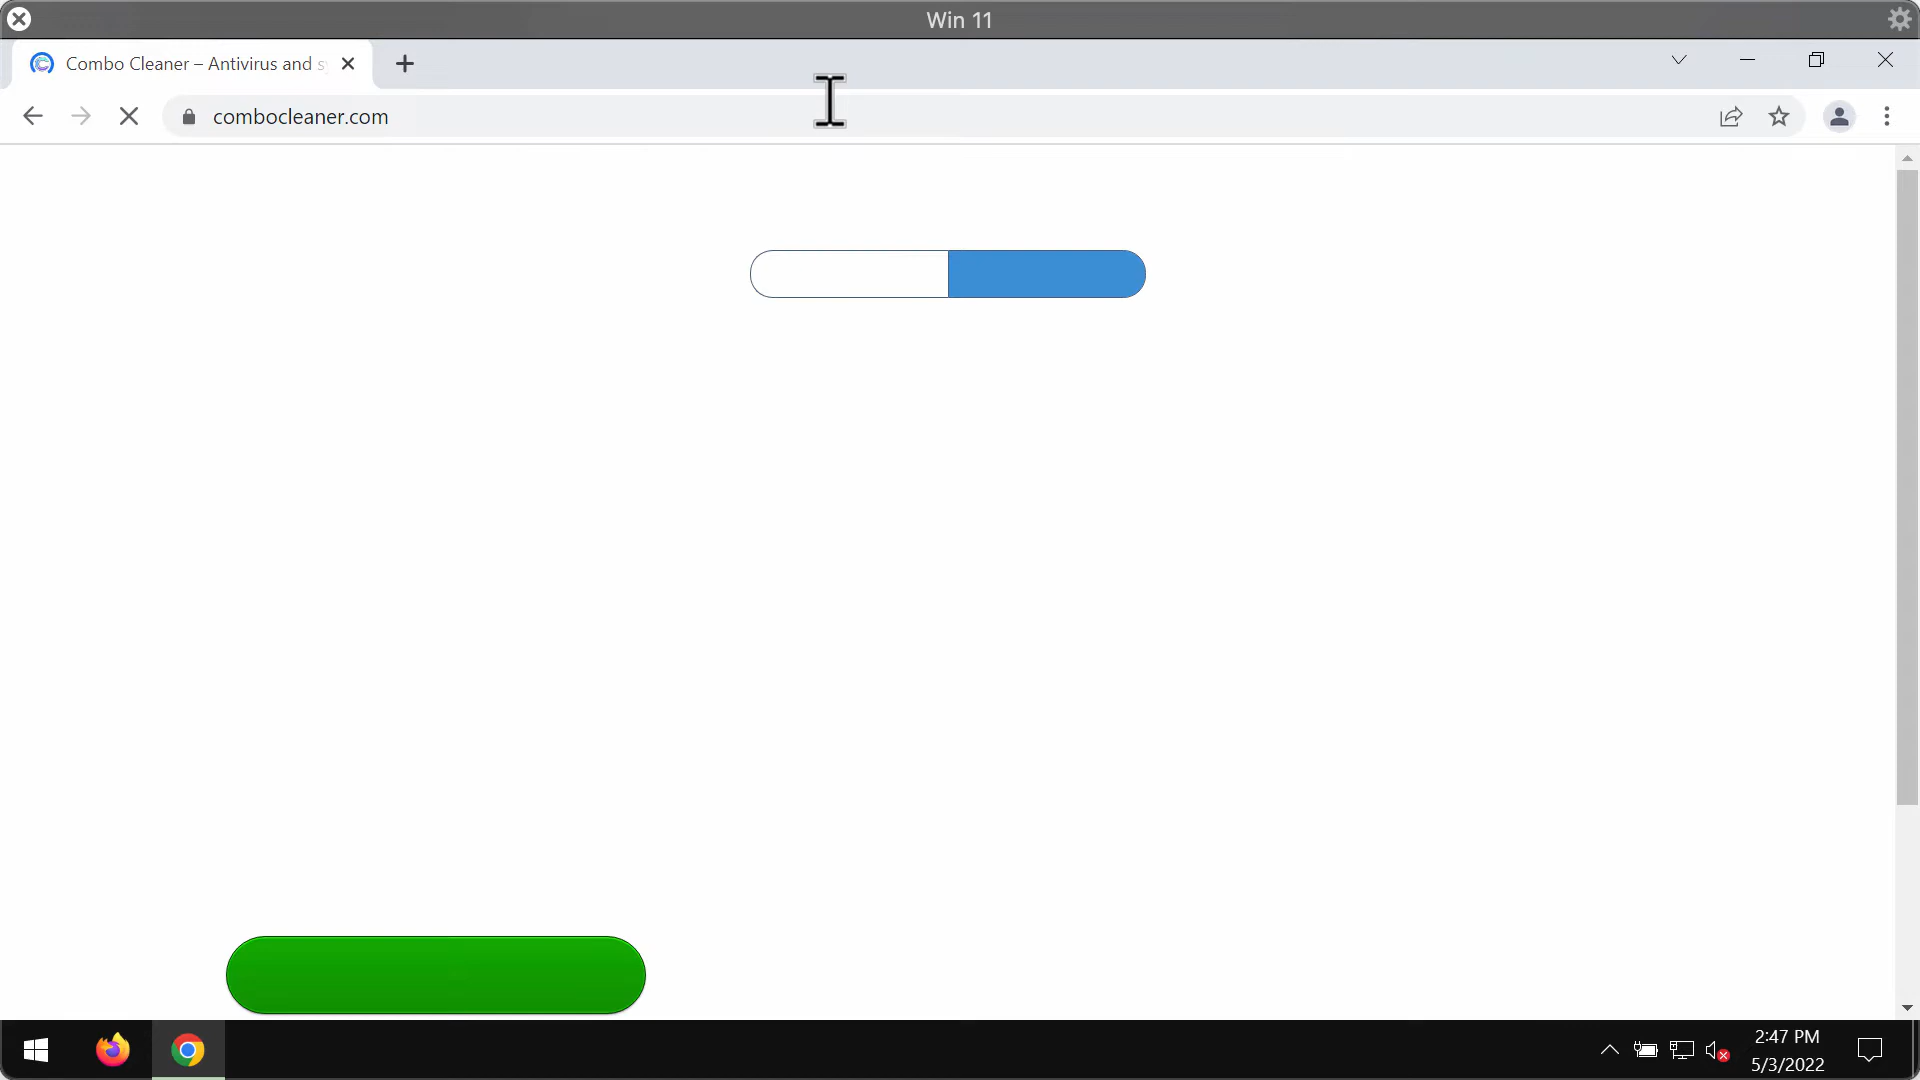 Win 11
Combo Cleaner – Antivirus and s
combocleaner.com
2:47 PM
5/3/2022